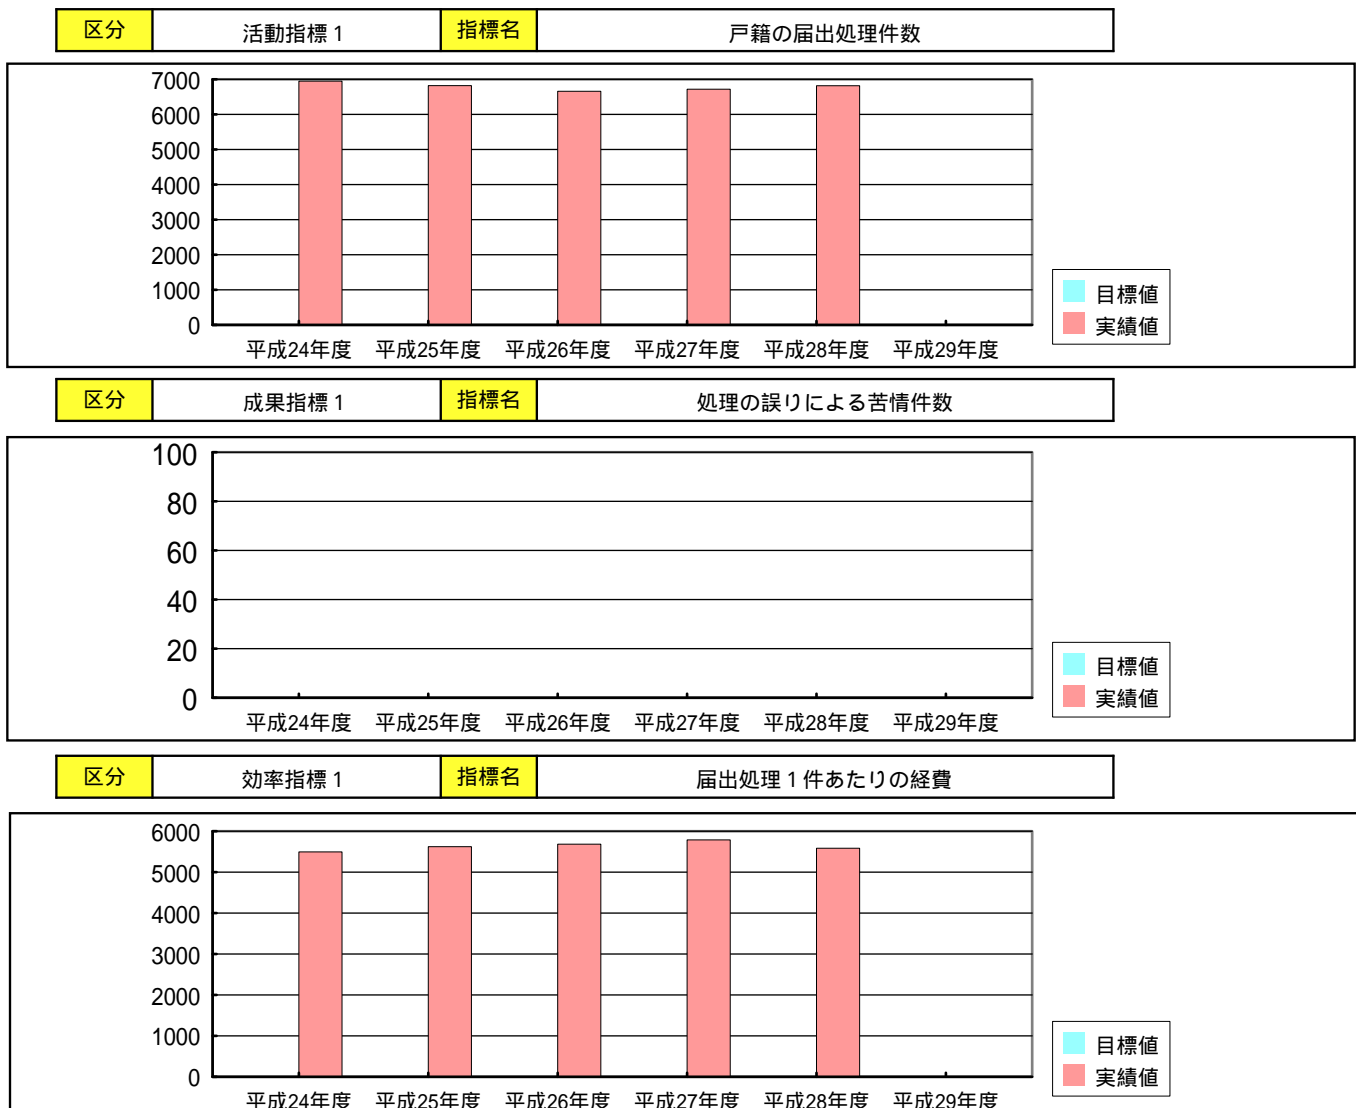 区分 活動指標1 指標名 戸籍の届出処理件数
7000
6000
5000
4000
3000
2000
1000
0
平成24年度 平成25年度 平成26年度 平成27年度 平成28年度 平成29年度
目標値
実績値
区分 成果指標1 指標名 処理の誤りによる苦情件数
100
80
60
40
20
0
平成24年度 平成25年度 平成26年度 平成27年度 平成28年度 平成29年度
目標値
実績値
区分 効率指標1 指標名 届出処理1件あたりの経費
6000
5000
4000
3000
2000
1000
0
平成24年度 平成25年度 平成26年度 平成27年度 平成28年度 平成29年度
目標値
実績値